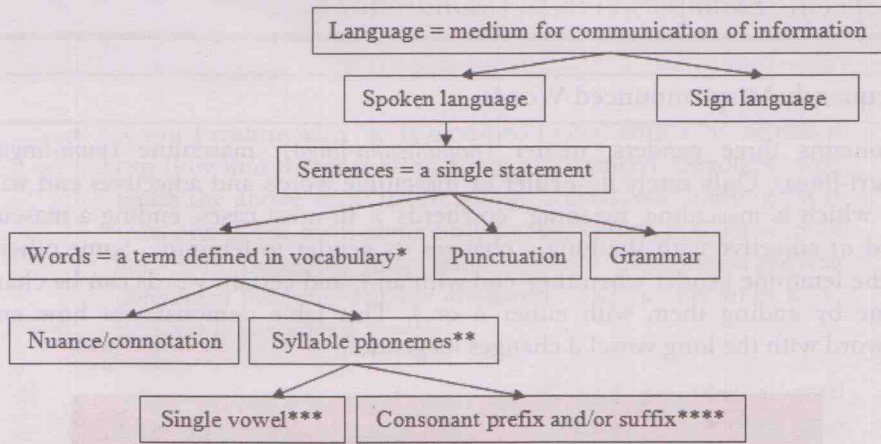 Language = medium for communication of information
Spoken language
Sign language
Sentences = a single statement
Words = a term defined in vocabulary*
Punctuation
Grammar
Nuance/connotation
Syllable phonemes**
Single vowel***
Consonant prefix and/or suffix****